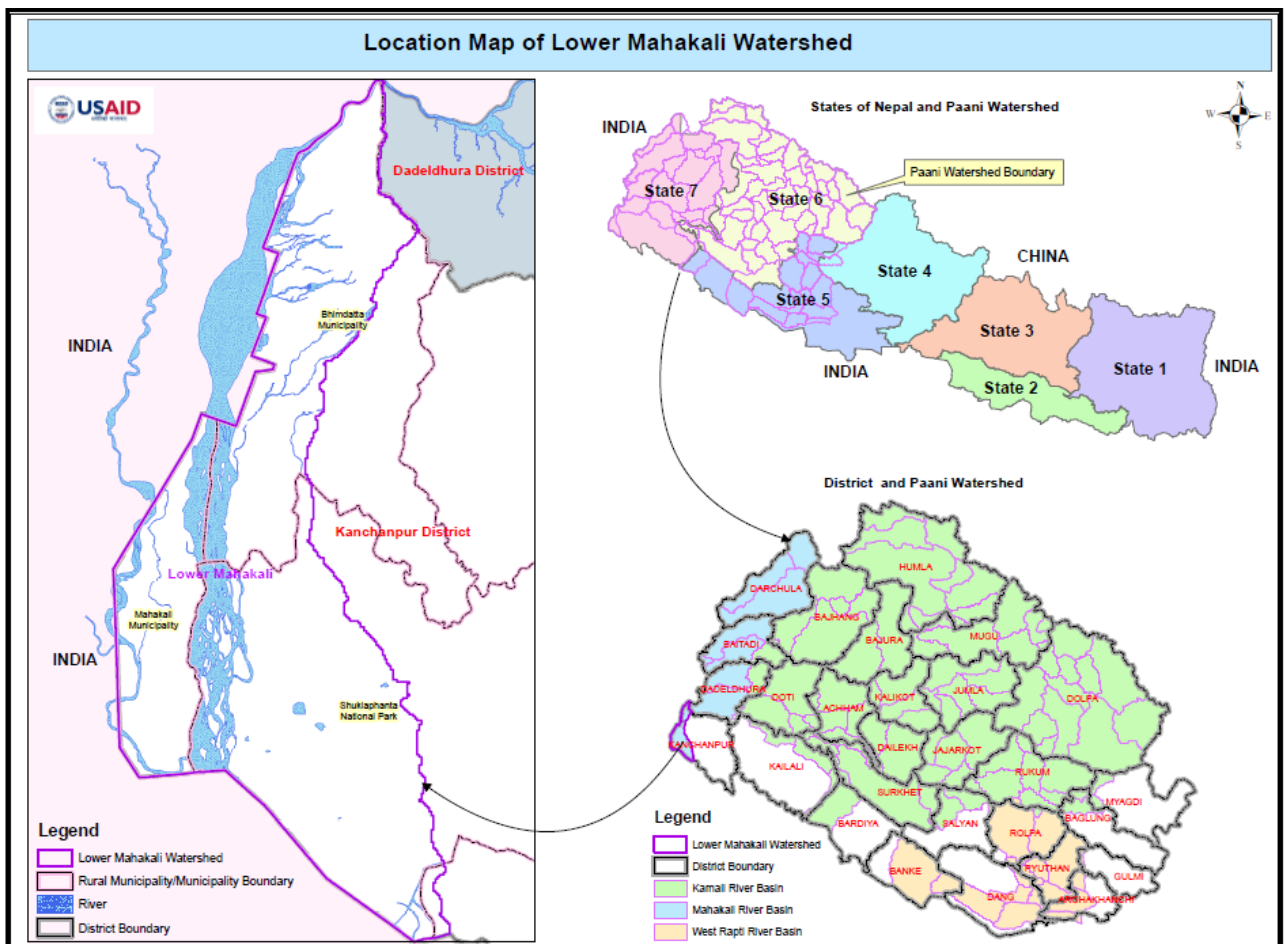 Location Map of Lower Mahakali Watershed
USAID
Dadeldhura District
Bhimdatta
Municipality
INDIA
Kanchanpur District
Lower Mahakali
Mahakali
Municipality
INDIA
Shuklaphanta
National Park
Legend
Lower Mahakali Watershed
Rural Municipality/Municipality Boundary
River
District Boundary
States of Nepal and Paani Watershed
N
W
E
S
INDIA
Paani Watershed Boundary
State 7
State 6
CHINA
State 4
State 5
State 3
INDIA
State 2
State 1
INDIA
District and Paani Watershed
HUMLA
DARCHULA
BAJHANG
BAITADI
BAJURA
MUGU
DADELDHURA
DOTI
ACHHAM
KALIKOT
JUMLA
DOLPA
KANCHANPUR
KAILALI
DAILEKH
JAJARKOT
SURKHET
RUKUM
MYAGDI
BARDIYA
SALYAN
BAGLUNG
ROLPA
BANKE
PYUTHAN
GULMI
DANG
ARGHAKHANCHI
Legend
Lower Mahakali Watershed
District Boundary
Karnali River Basin
Mahakali River Basin
West Rapti River Basin